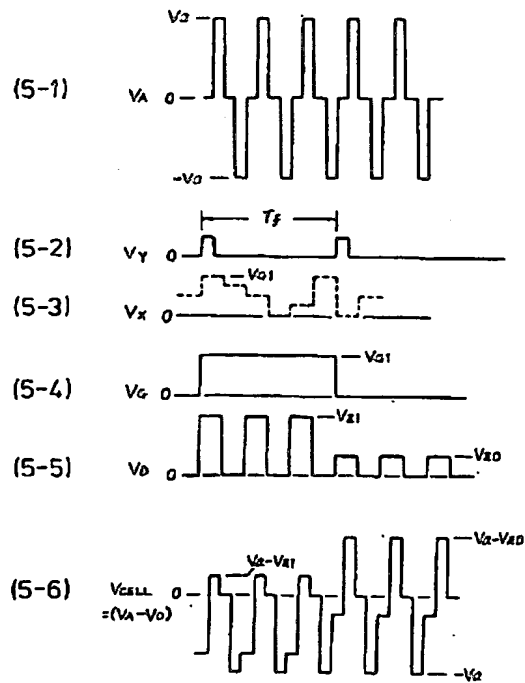 Va
(5-1) VA 0
-Va
Tf
(5-2) VY 0
VG1
(5-3) VX 0
(5-4) VG 0 VG1
VZ1
(5-5) VD 0 VZ0
Va-VZ0
Va-VZ1
(5-6) VCELL 0
=(VA-VD)
-Va